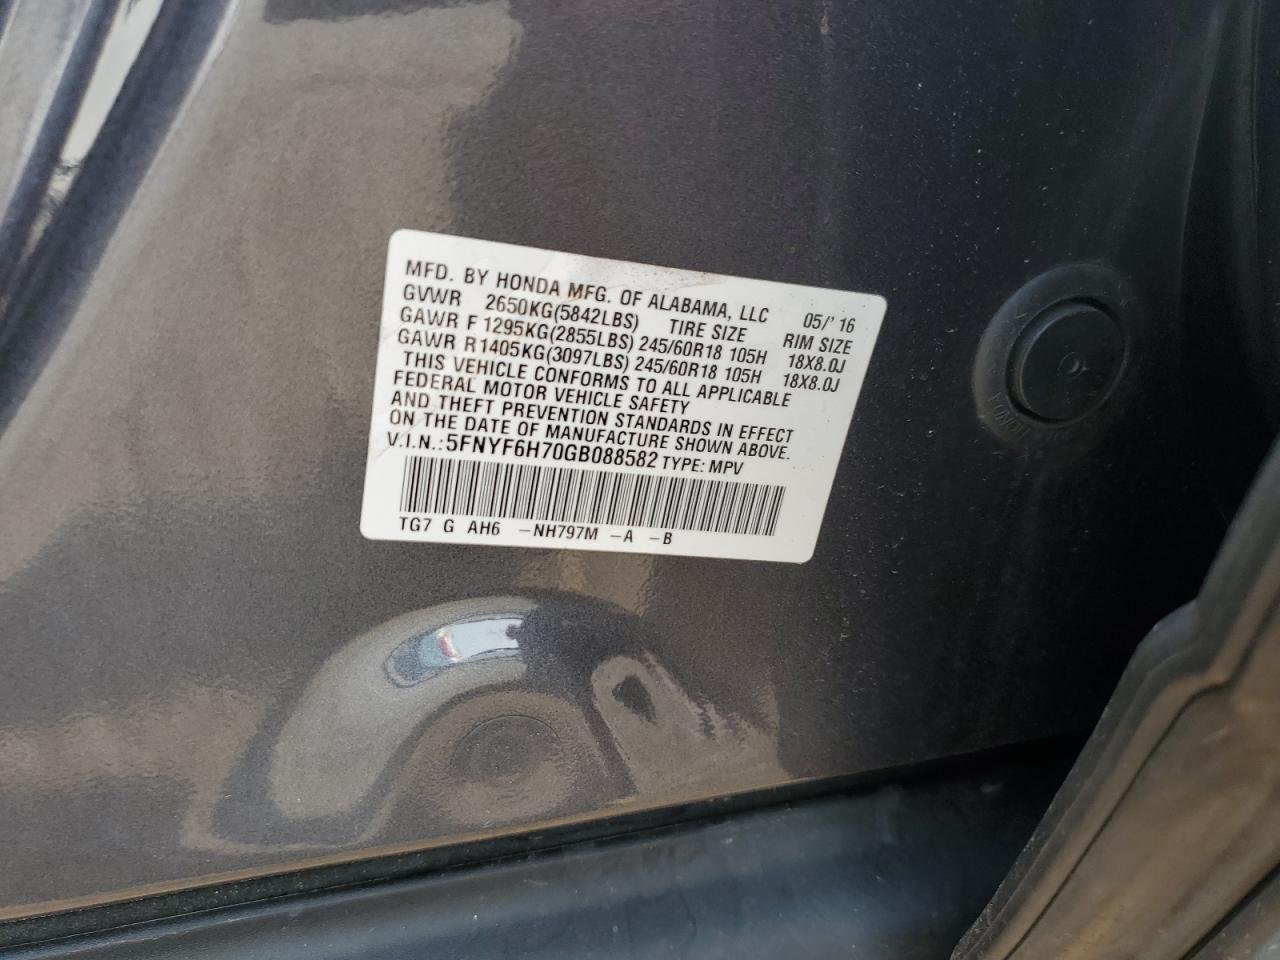 MFD. BY HONDA MFG. OF ALABAMA, LLC 05/'16
GVWR 2650KG(5842LBS) TIRE SIZE RIM SIZE
GAWR F 1295KG(2855LBS) 245/60R18 105H 18X8.0J
GAWR R 1405KG(3097LBS) 245/60R18 105H 18X8.0J
THIS VEHICLE CONFORMS TO ALL APPLICABLE
FEDERAL MOTOR VEHICLE SAFETY
AND THEFT PREVENTION STANDARDS IN EFFECT
ON THE DATE OF MANUFACTURE SHOWN ABOVE.
V.I.N.: 5FNYF6H70GB088582 TYPE: MPV
TG7 G AH6 –NH797M –A –B